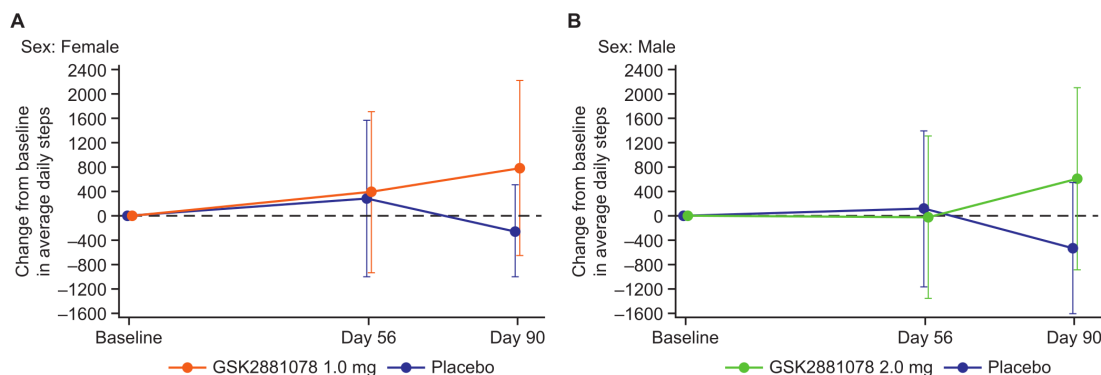 A
Sex: Female
Change from baseline
in average daily steps
2400
2000
1600
1200
800
400
0
–400
–800
–1200
–1600
Baseline
Day 56
Day 90
GSK2881078 1.0 mg
Placebo
B
Sex: Male
Change from baseline
in average daily steps
2400
2000
1600
1200
800
400
0
–400
–800
–1200
–1600
Baseline
Day 56
Day 90
GSK2881078 2.0 mg
Placebo